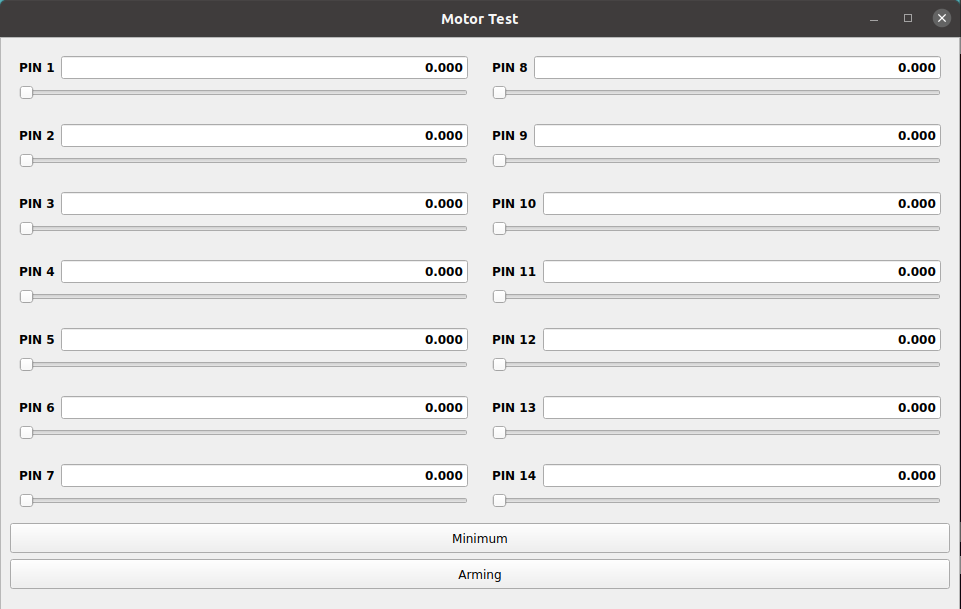 Motor Test
PIN 1 0.000
PIN 8 0.000
PIN 2 0.000
PIN 9 0.000
PIN 3 0.000
PIN 10 0.000
PIN 4 0.000
PIN 11 0.000
PIN 5 0.000
PIN 12 0.000
PIN 6 0.000
PIN 13 0.000
PIN 7 0.000
PIN 14 0.000
Minimum
Arming